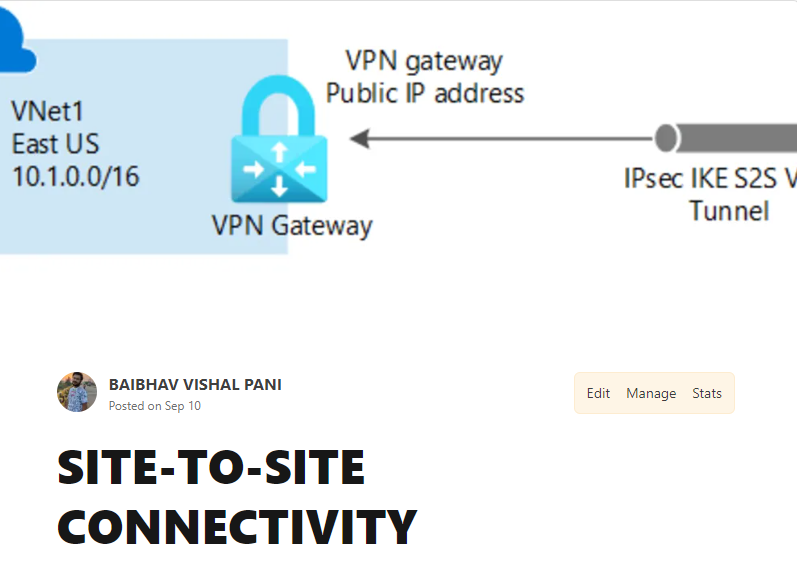 VPN gateway
Public IP address
VNet1
East US
10.1.0.0/16
IPsec IKE S2S V
Tunnel
VPN Gateway
BAIBHAV VISHAL PANI
Posted on Sep 10
Edit Manage Stats
SITE-TO-SITE
CONNECTIVITY